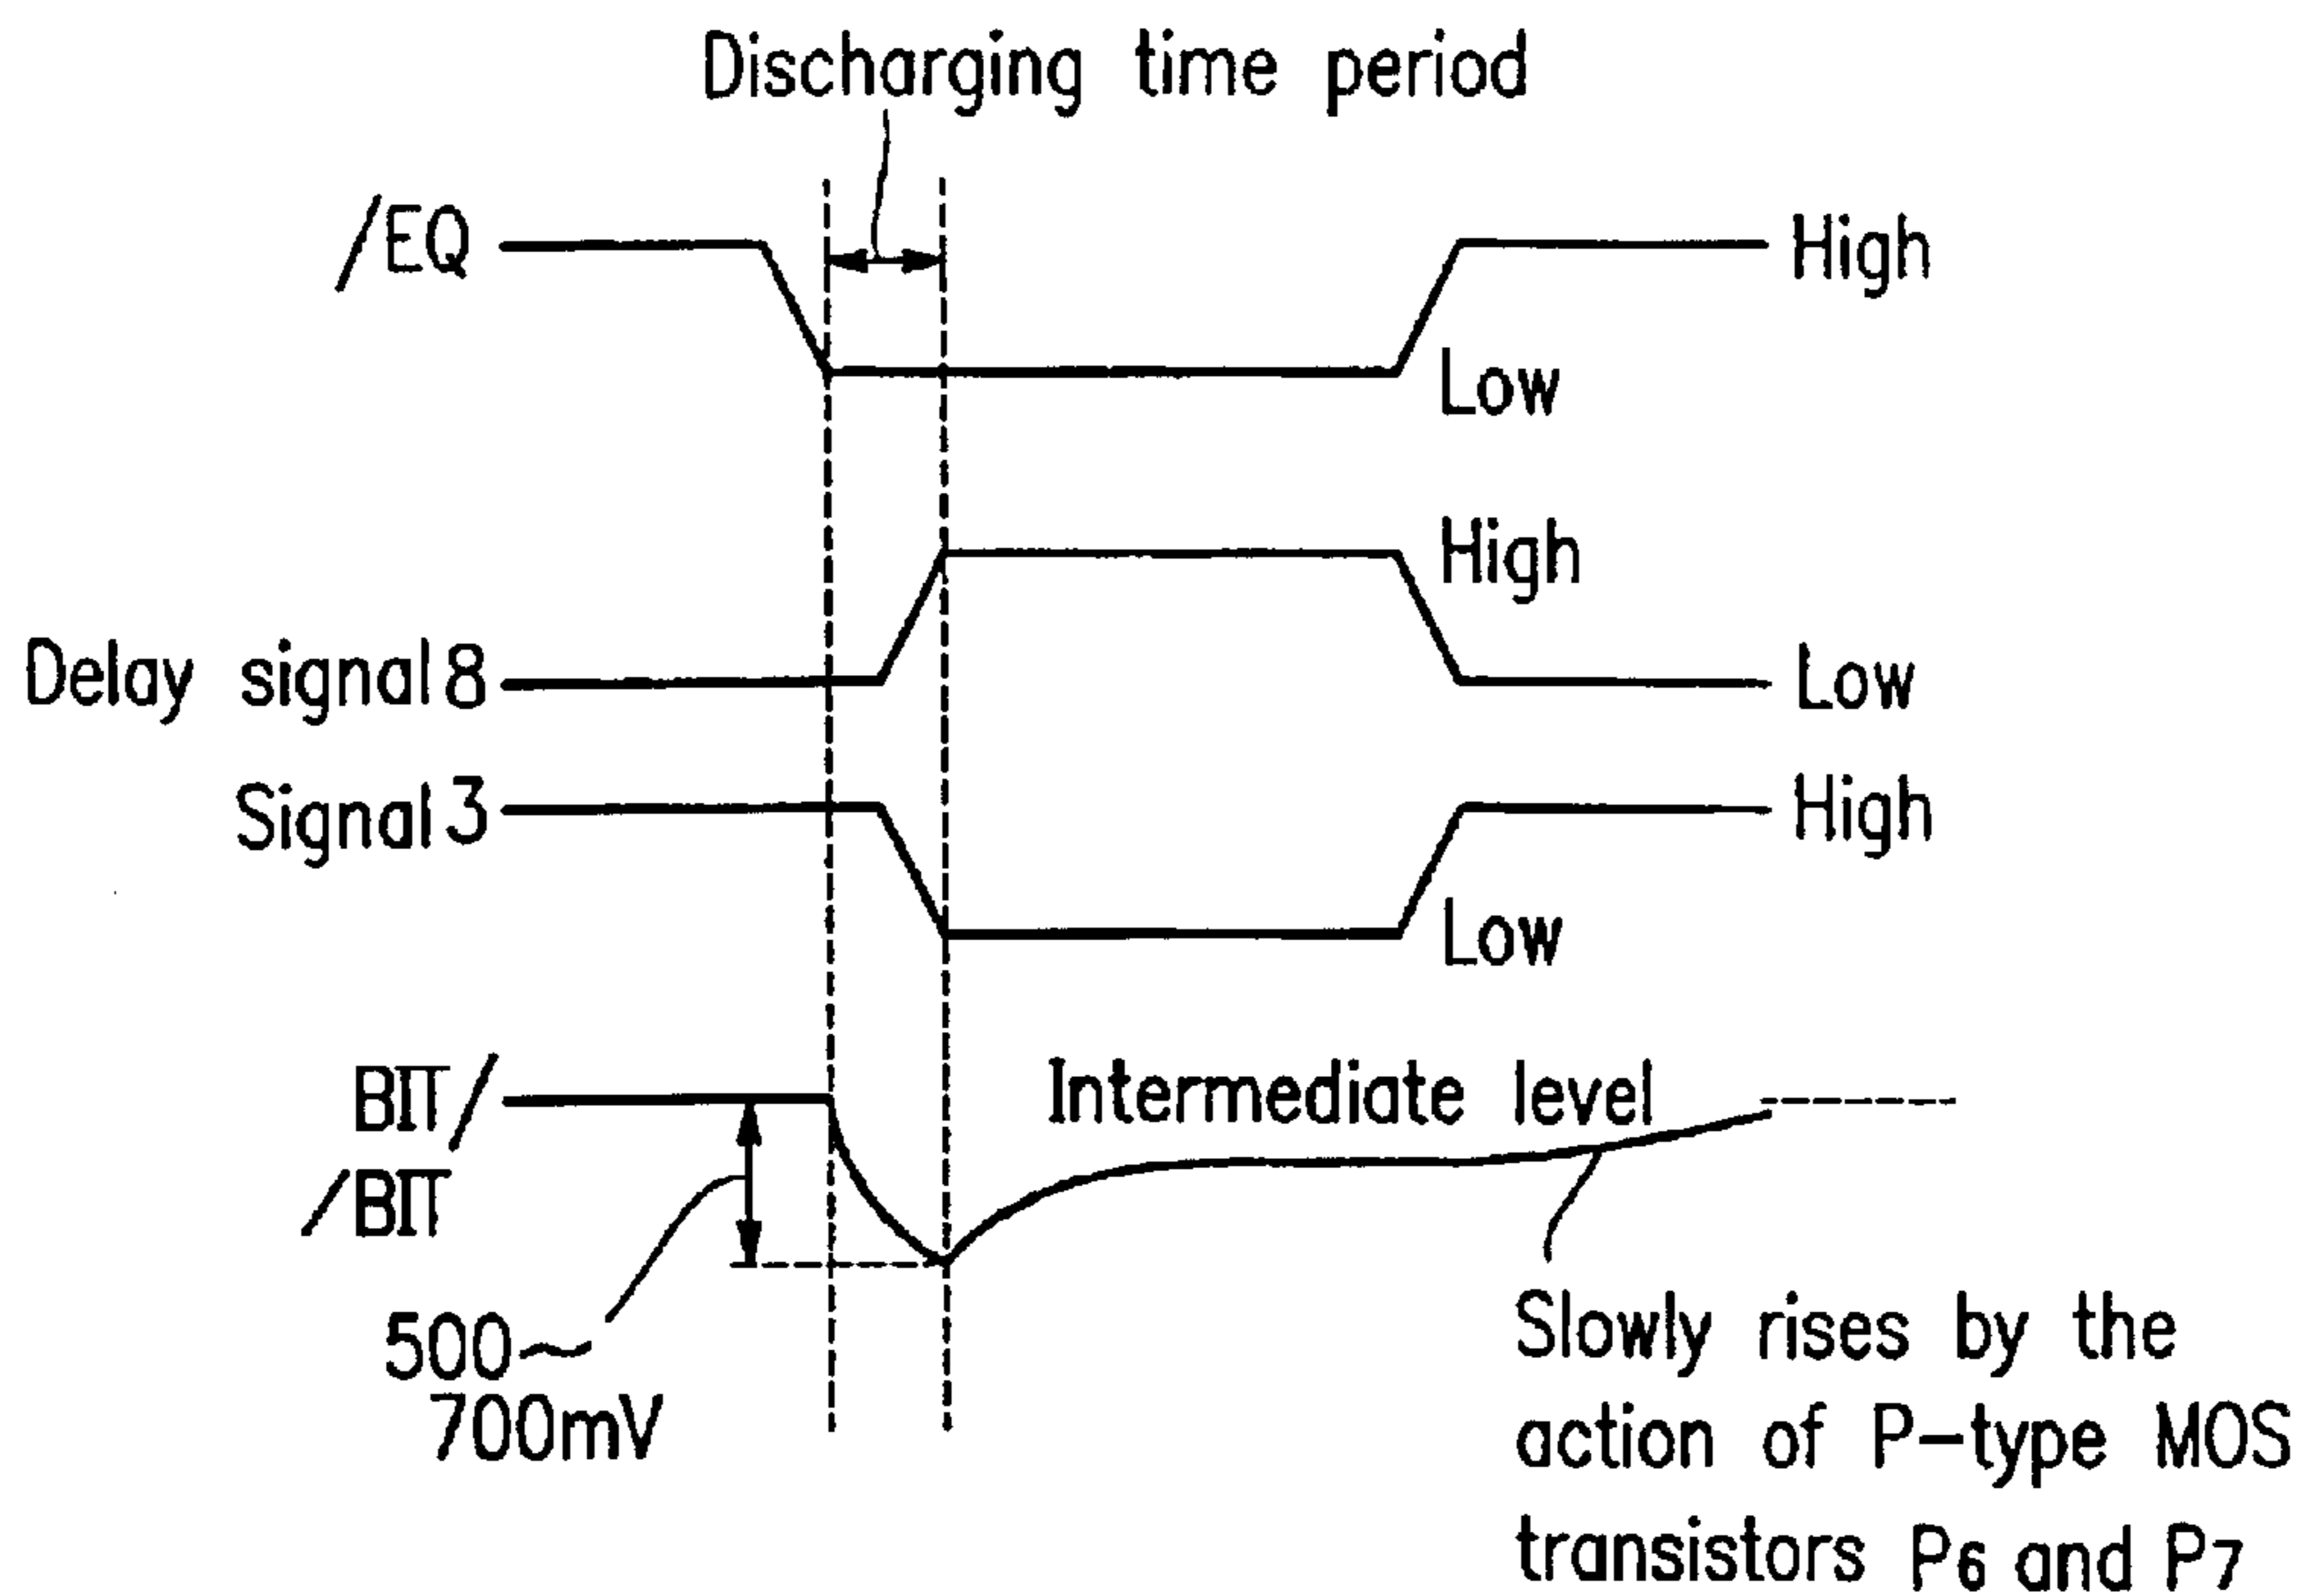 Discharging time period
/EQ
High
Low
High
Delay signal 8
Low
Signal 3
High
Low
BIT/
/BIT
Intermediate level
500~
700mV
Slowly rises by the
action of P-type MOS
transistors P6 and P7